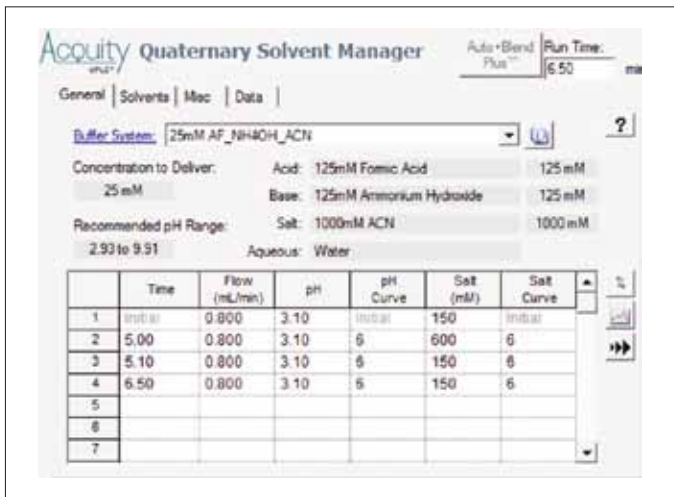 Acquity Quaternary Solvent Manager Auto•Blend Plus™ Run Time:
UPLC® 6.50 min
General Solvents Misc Data
Buffer System: 25mM AF_NH4OH_ACN ?
Concentration to Deliver: Acid: 125mM Formic Acid 125 mM
25 mM Base: 125mM Ammonium Hydroxide 125 mM
Recommended pH Range: Salt: 1000mM ACN 1000 mM
2.93 to 9.91 Aqueous: Water
Time Flow (mL/min) pH pH Curve Salt (mM) Salt Curve
1 Initial 0.800 3.10 Initial 150 Initial
2 5.00 0.800 3.10 6 600 6
3 5.10 0.800 3.10 6 150 6
4 6.50 0.800 3.10 6 150 6
5
6
7